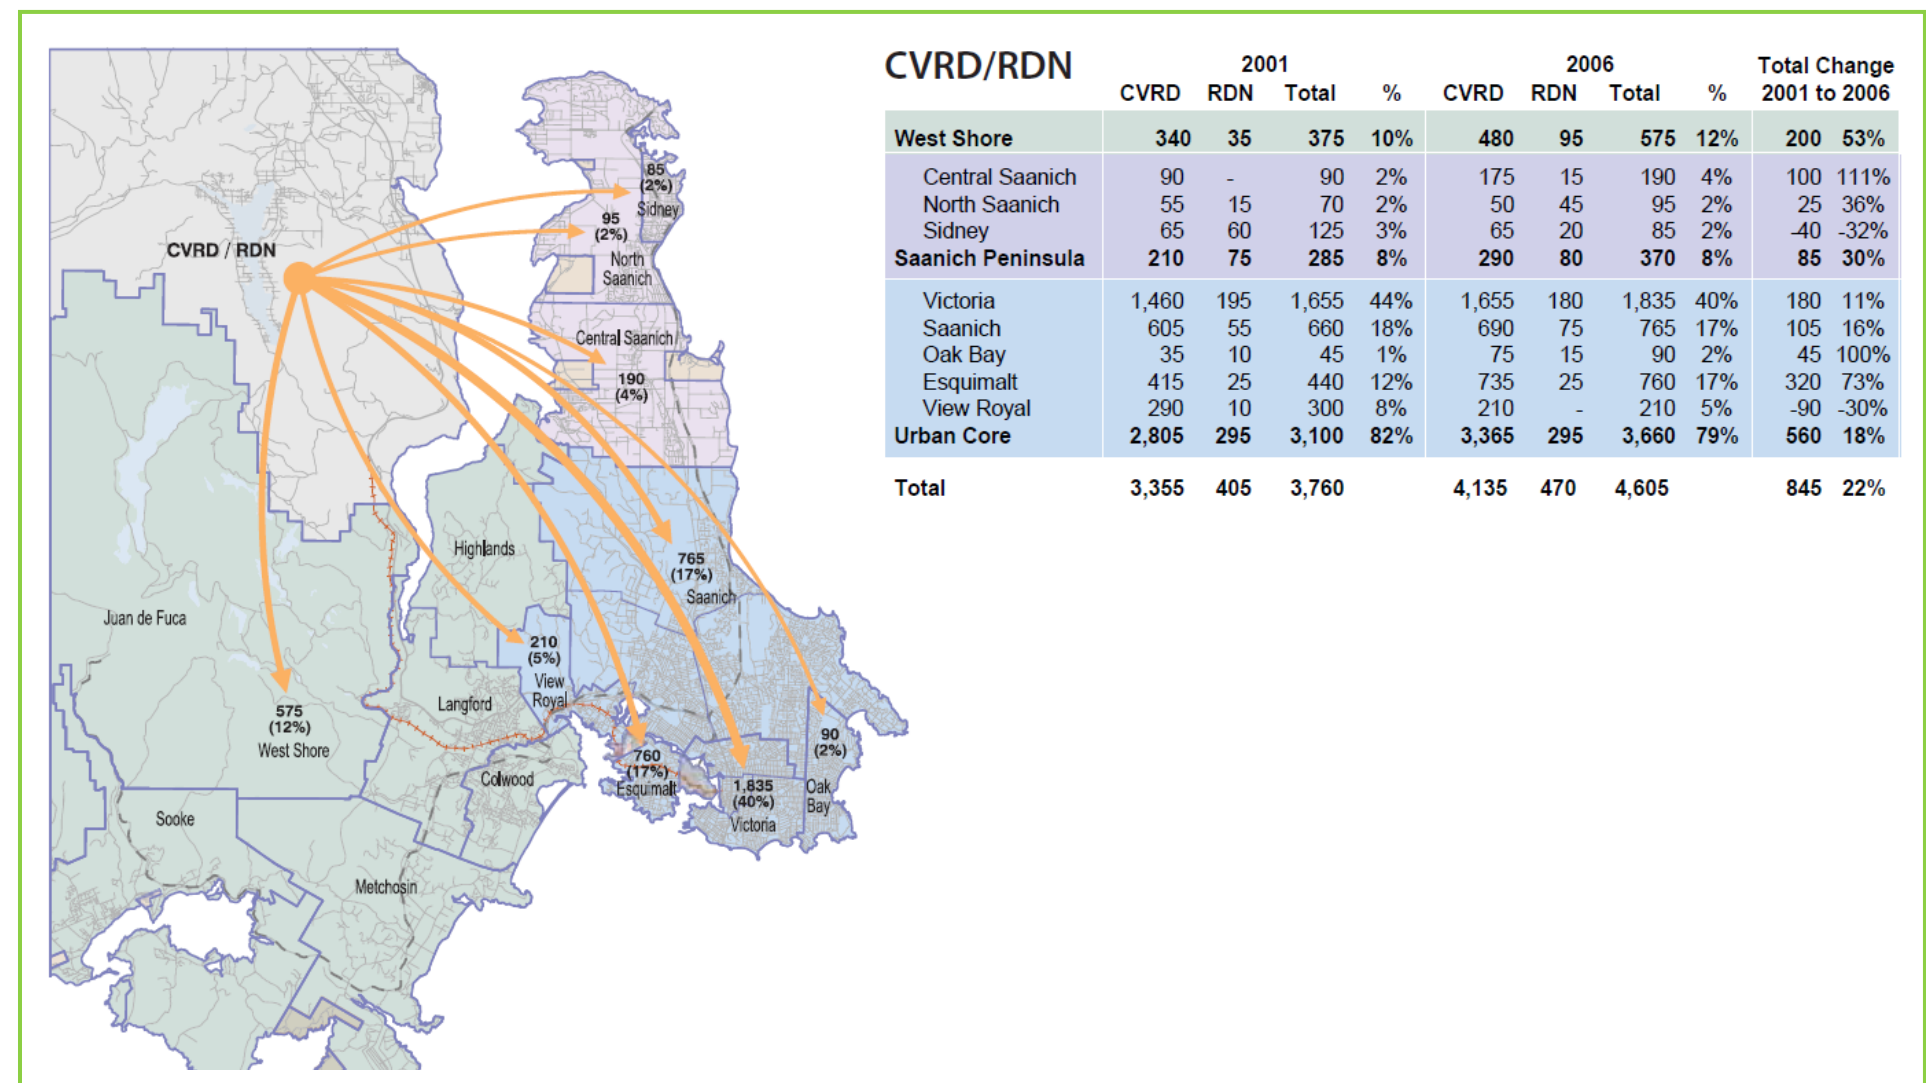 CVRD/RDN
2001 2006 Total Change
CVRD RDN Total % CVRD RDN Total % 2001 to 2006
West Shore 340 35 375 10% 480 95 575 12% 200 53%
Central Saanich 90 - 90 2% 175 15 190 4% 100 111%
North Saanich 55 15 70 2% 50 45 95 2% 25 36%
Sidney 65 60 125 3% 65 20 85 2% -40 -32%
Saanich Peninsula 210 75 285 8% 290 80 370 8% 85 30%
Victoria 1,460 195 1,655 44% 1,655 180 1,835 40% 180 11%
Saanich 605 55 660 18% 690 75 765 17% 105 16%
Oak Bay 35 10 45 1% 75 15 90 2% 45 100%
Esquimalt 415 25 440 12% 735 25 760 17% 320 73%
View Royal 290 10 300 8% 210 - 210 5% -90 -30%
Urban Core 2,805 295 3,100 82% 3,365 295 3,660 79% 560 18%
Total 3,355 405 3,760 4,135 470 4,605 845 22%
85
(2%)
Sidney
95
(2%)
North
Saanich
CVRD / RDN
Central Saanich
190
(4%)
Highlands
765
(17%)
Saanich
Juan de Fuca
210
(5%)
View
Royal
Langford
575
(12%)
West Shore
90
(2%)
Oak
Bay
760
(17%)
Esquimalt
1,835
(40%)
Victoria
Colwood
Sooke
Metchosin